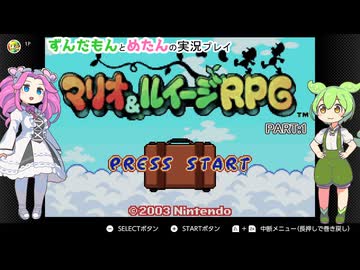 1P
ずんだもんとめたんの実況プレイ
マリオ&ルイージRPG
TM
PART:1
PRESS START
©2003 Nintendo
SELECTボタン
STARTボタン
L + R 中断メニュー(長押しで巻き戻し)